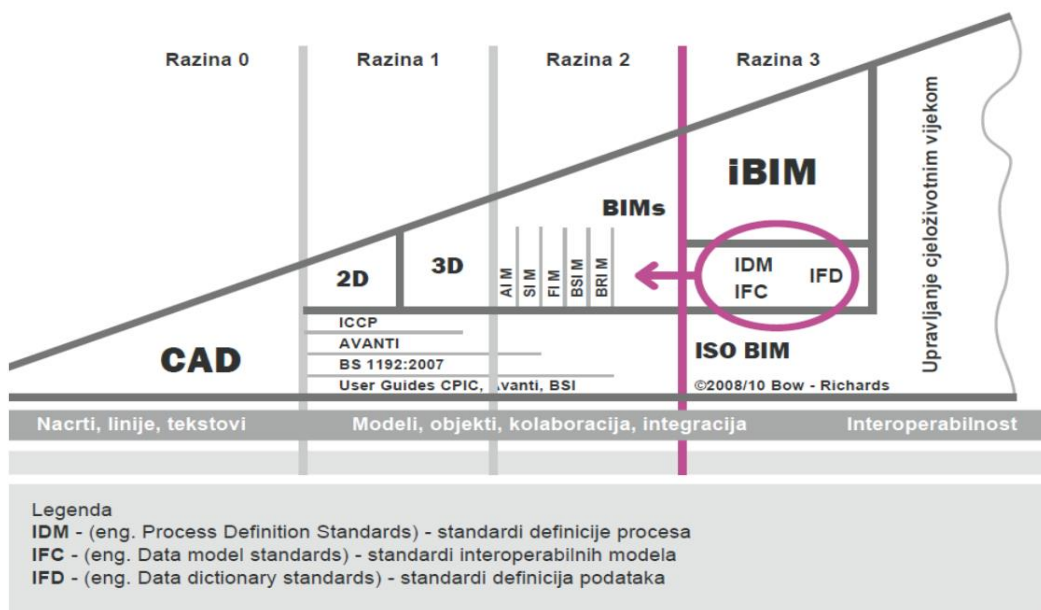 Razina 0
Razina 1
Razina 2
Razina 3
Upravljanje cjeloživotnim vijekom
iBIM
BIMs
2D
3D
AI M
SI M
FI M
BSI M
BRI M
IDM
IFC
IFD
CAD
ICCP
AVANTI
BS 1192:2007
User Guides CPIC, Avanti, BSI
ISO BIM
©2008/10 Bow - Richards
Nacrti, linije, tekstovi
Modeli, objekti, kolaboracija, integracija
Interoperabilnost
Legenda
IDM - (eng. Process Definition Standards) - standardi definicije procesa
IFC - (eng. Data model standards) - standardi interoperabilnih modela
IFD - (eng. Data dictionary standards) - standardi definicija podataka